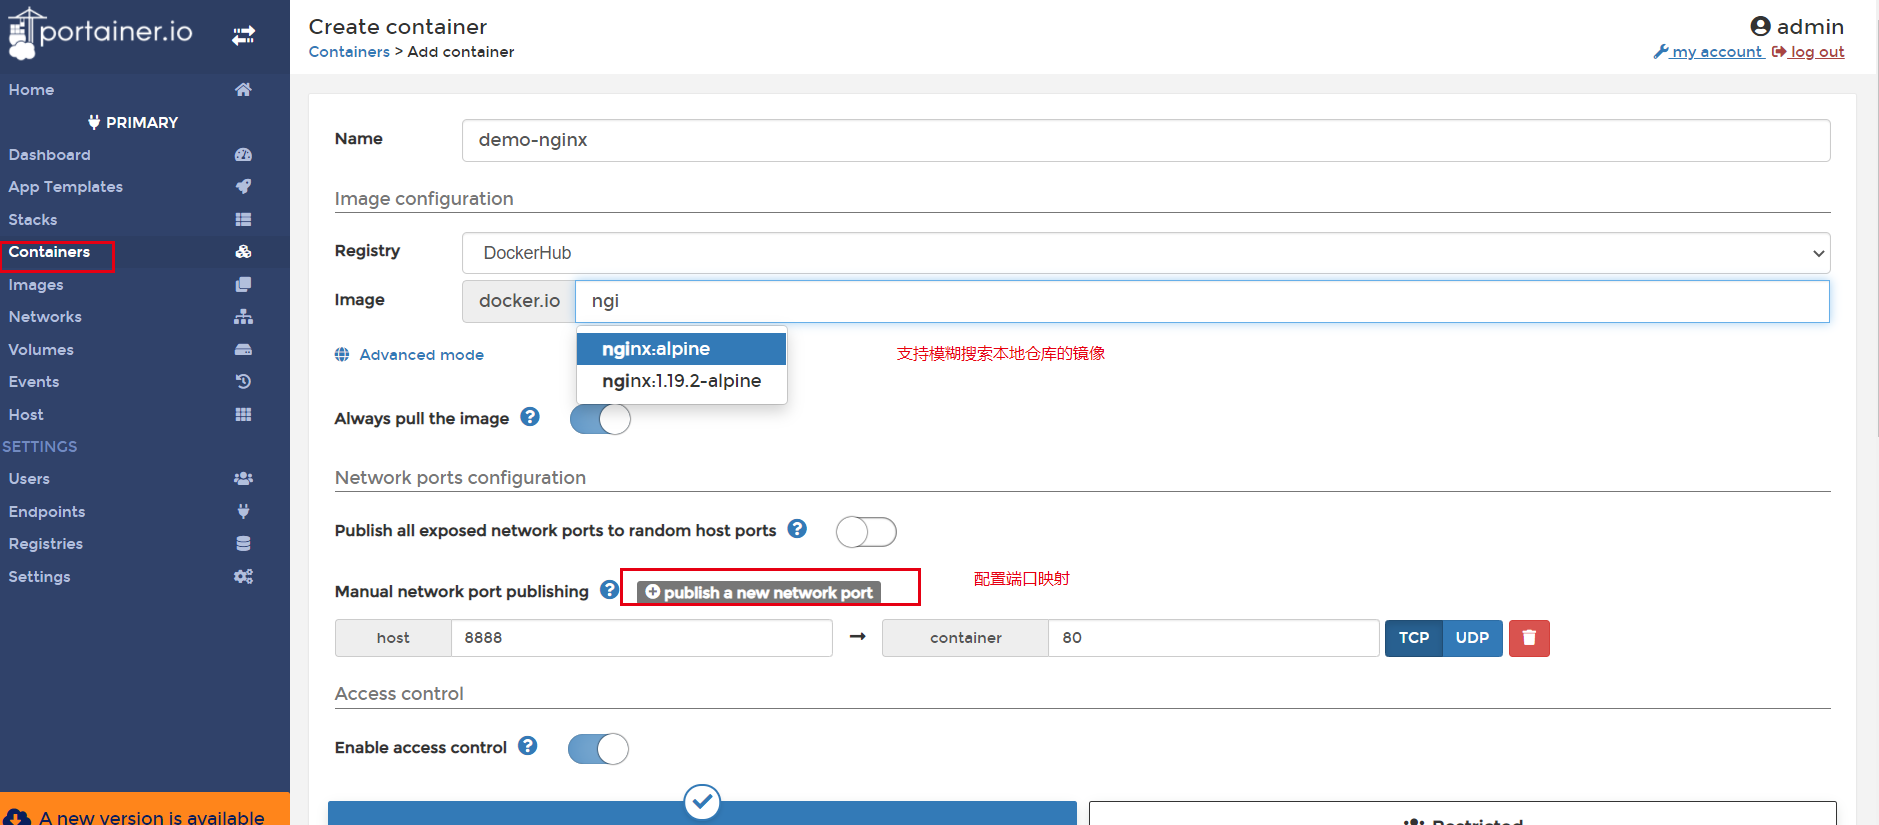 portainer.io
Home
PRIMARY
Dashboard
App Templates
Stacks
Containers
Images
Networks
Volumes
Events
Host
SETTINGS
Users
Endpoints
Registries
Settings
A new version is available
Create container
Containers > Add container
admin
my account log out
Name demo-nginx
Image configuration
Registry DockerHub
Image docker.io ngi
nginx:alpine
nginx:1.19.2-alpine
Advanced mode
支持模糊搜索本地仓库的镜像
Always pull the image
Network ports configuration
Publish all exposed network ports to random host ports
Manual network port publishing publish a new network port
配置端口映射
host 8888 → container 80 TCP UDP
Access control
Enable access control
Restricted